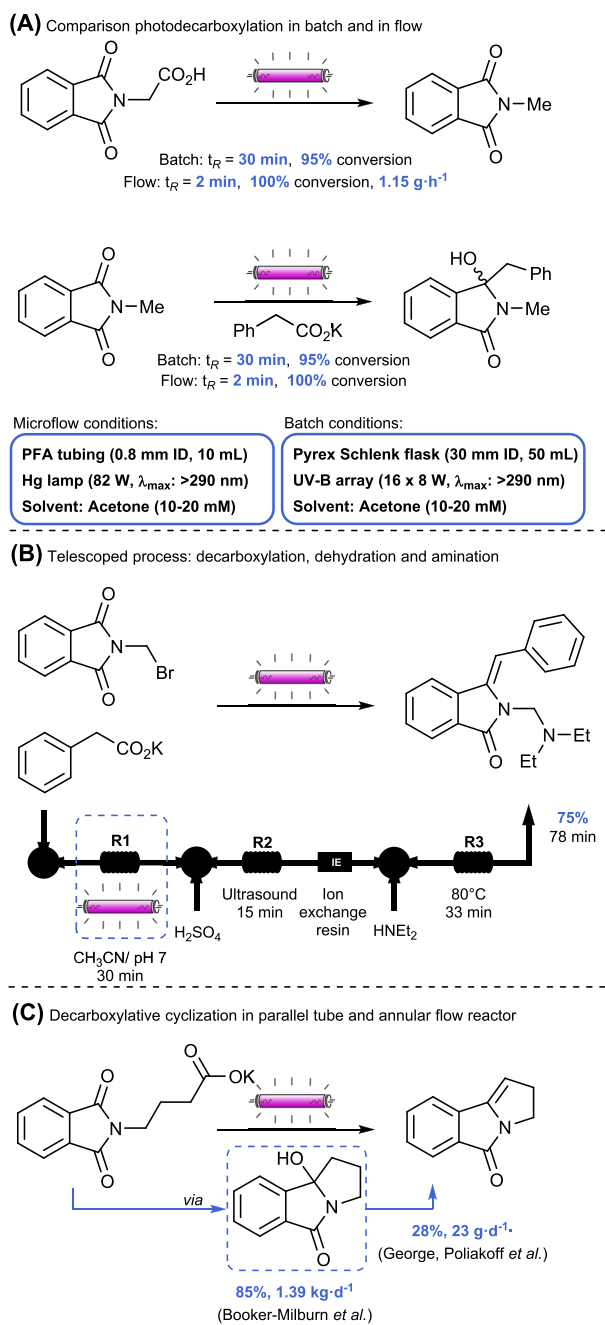 (A) Comparison photodecarboxylation in batch and in flow
O
N
O
CO2H
O
N
Me
O
Batch: tR = 30 min, 95% conversion
Flow: tR = 2 min, 100% conversion, 1.15 g·h-1
O
N
Me
O
Ph
CO2K
HO
Ph
N
Me
O
Batch: tR = 30 min, 95% conversion
Flow: tR = 2 min, 100% conversion
Microflow conditions:
PFA tubing (0.8 mm ID, 10 mL)
Hg lamp (82 W, λmax: >290 nm)
Solvent: Acetone (10-20 mM)
Batch conditions:
Pyrex Schlenk flask (30 mm ID, 50 mL)
UV-B array (16 x 8 W, λmax: >290 nm)
Solvent: Acetone (10-20 mM)
(B) Telescoped process: decarboxylation, dehydration and amination
O
N
Br
O
CO2K
N
O
N
Et
Et
75%
78 min
R1
R2
IE
R3
CH3CN/ pH 7
30 min
H2SO4
Ultrasound
15 min
Ion
exchange
resin
HNEt2
80°C
33 min
(C) Decarboxylative cyclization in parallel tube and annular flow reactor
O
N
O
O
OK
via
HO
N
O
N
O
85%, 1.39 kg·d-1
(Booker-Milburn et al.)
28%, 23 g·d-1.
(George, Poliakoff et al.)